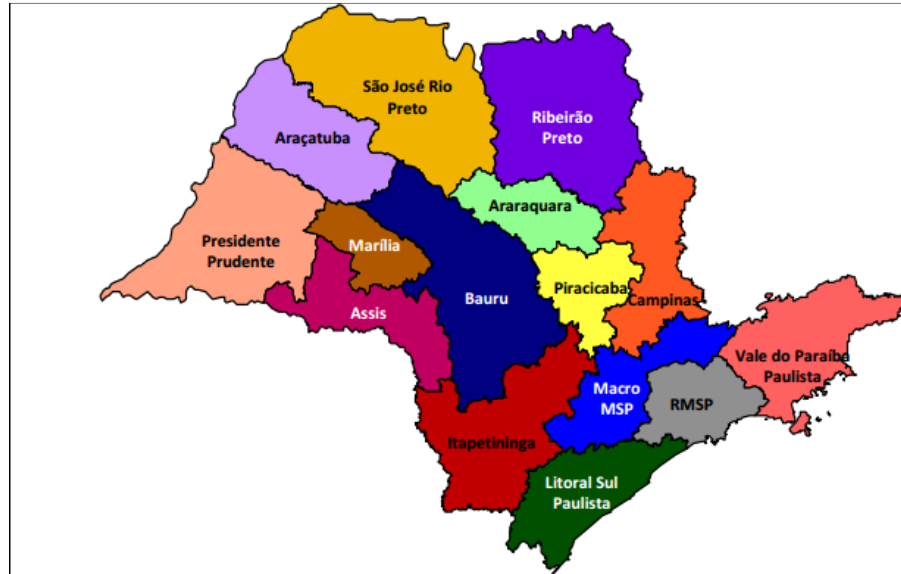 São José Rio
Preto
Ribeirão
Preto
Araçatuba
Araraquara
Presidente
Prudente
Marília
Bauru
Piracicaba
Campinas
Assis
Vale do Paraíba
Paulista
Macro
MSP
RMSP
Itapetininga
Litoral Sul
Paulista